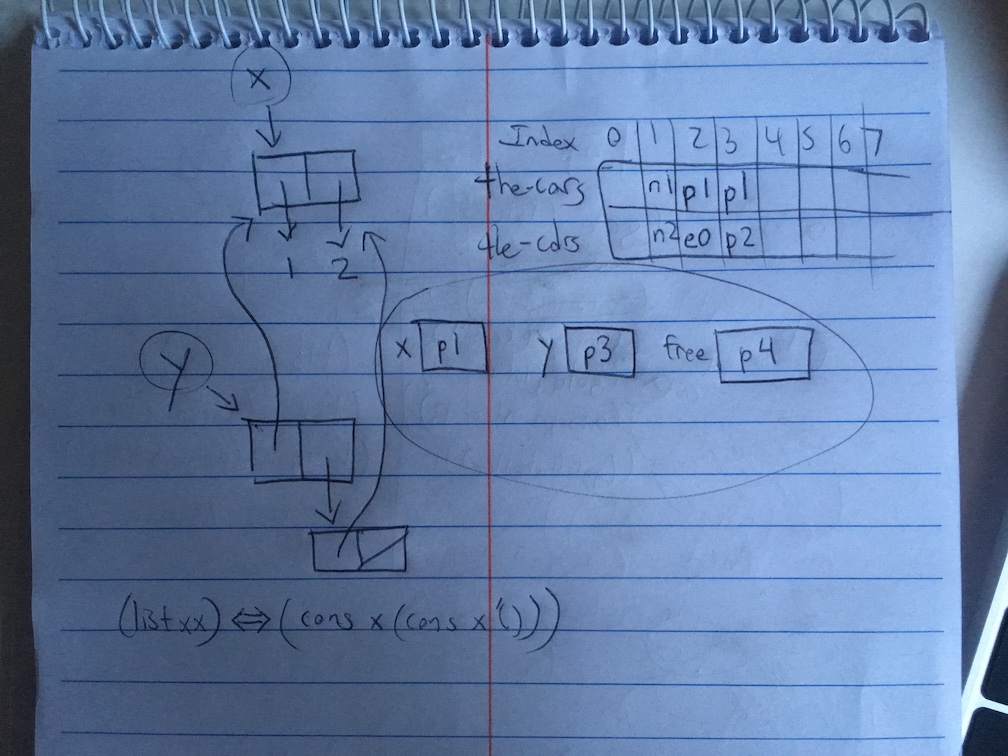 x
Index 0 1 2 3 4 5 6 7
the-cars n1 p1 p1
the-cdrs n2 e0 p2
1 2
x p1 y p3 free p4
y
(list x x) ⇔ (cons x (cons x '()))